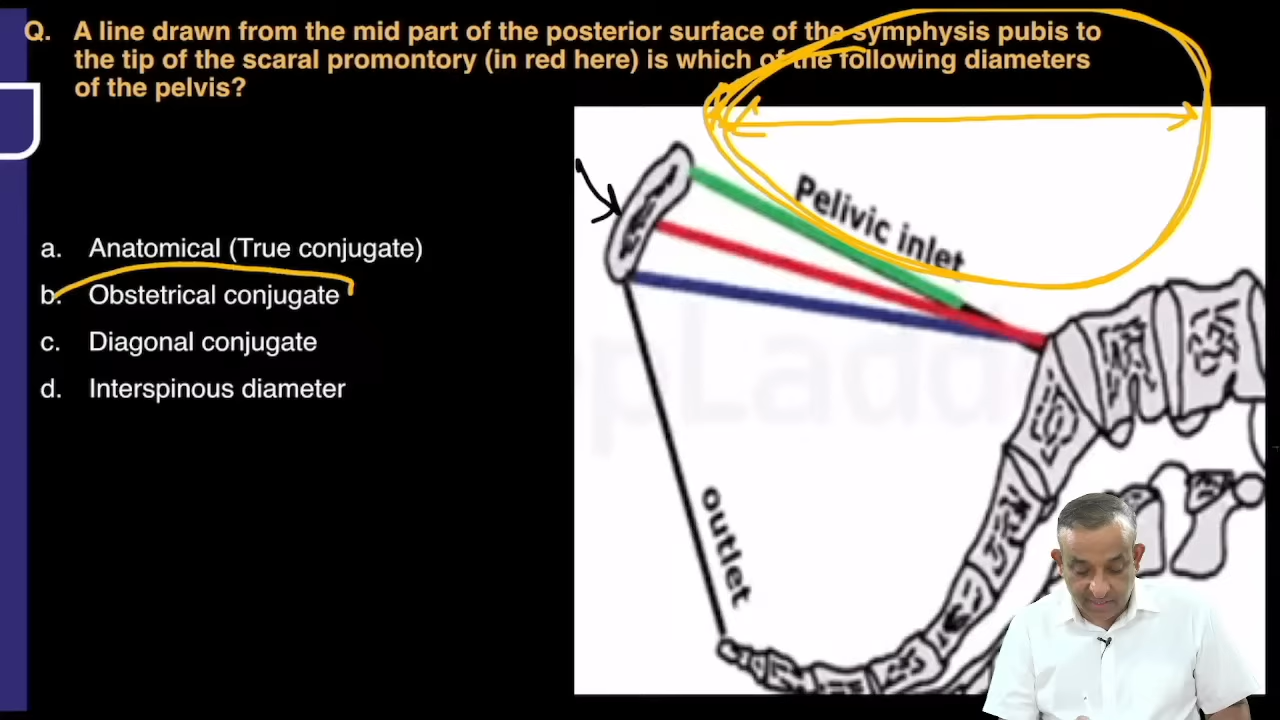 Q. A line drawn from the mid part of the posterior surface of the symphysis pubis to
the tip of the scaral promontory (in red here) is which of the following diameters
of the pelvis?
a. Anatomical (True conjugate)
b. Obstetrical conjugate
c. Diagonal conjugate
d. Interspinous diameter
Pelivic inlet
outlet